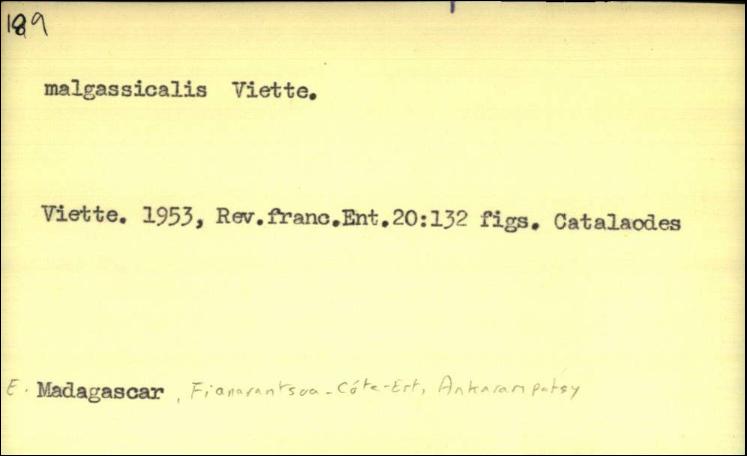 189
malgassicalis Viette.
Viette. 1953, Rev.franc.Ent.20:132 figs. Catalaodes
E. Madagascar, Fianarantsoa-Côte-Est, Ankarampotsy